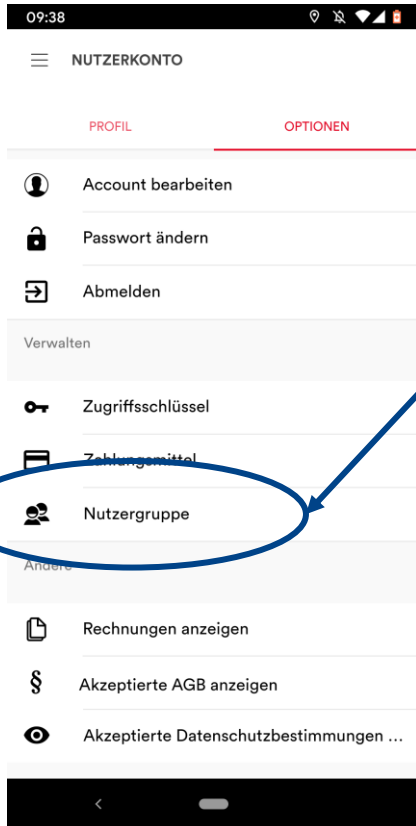 09:38
NUTZERKONTO
PROFIL OPTIONEN
Account bearbeiten
Passwort ändern
Abmelden
Verwalten
Zugriffsschlüssel
Zahlungsmittel
Nutzergruppe
Andere
Rechnungen anzeigen
§ Akzeptierte AGB anzeigen
Akzeptierte Datenschutzbestimmungen ...